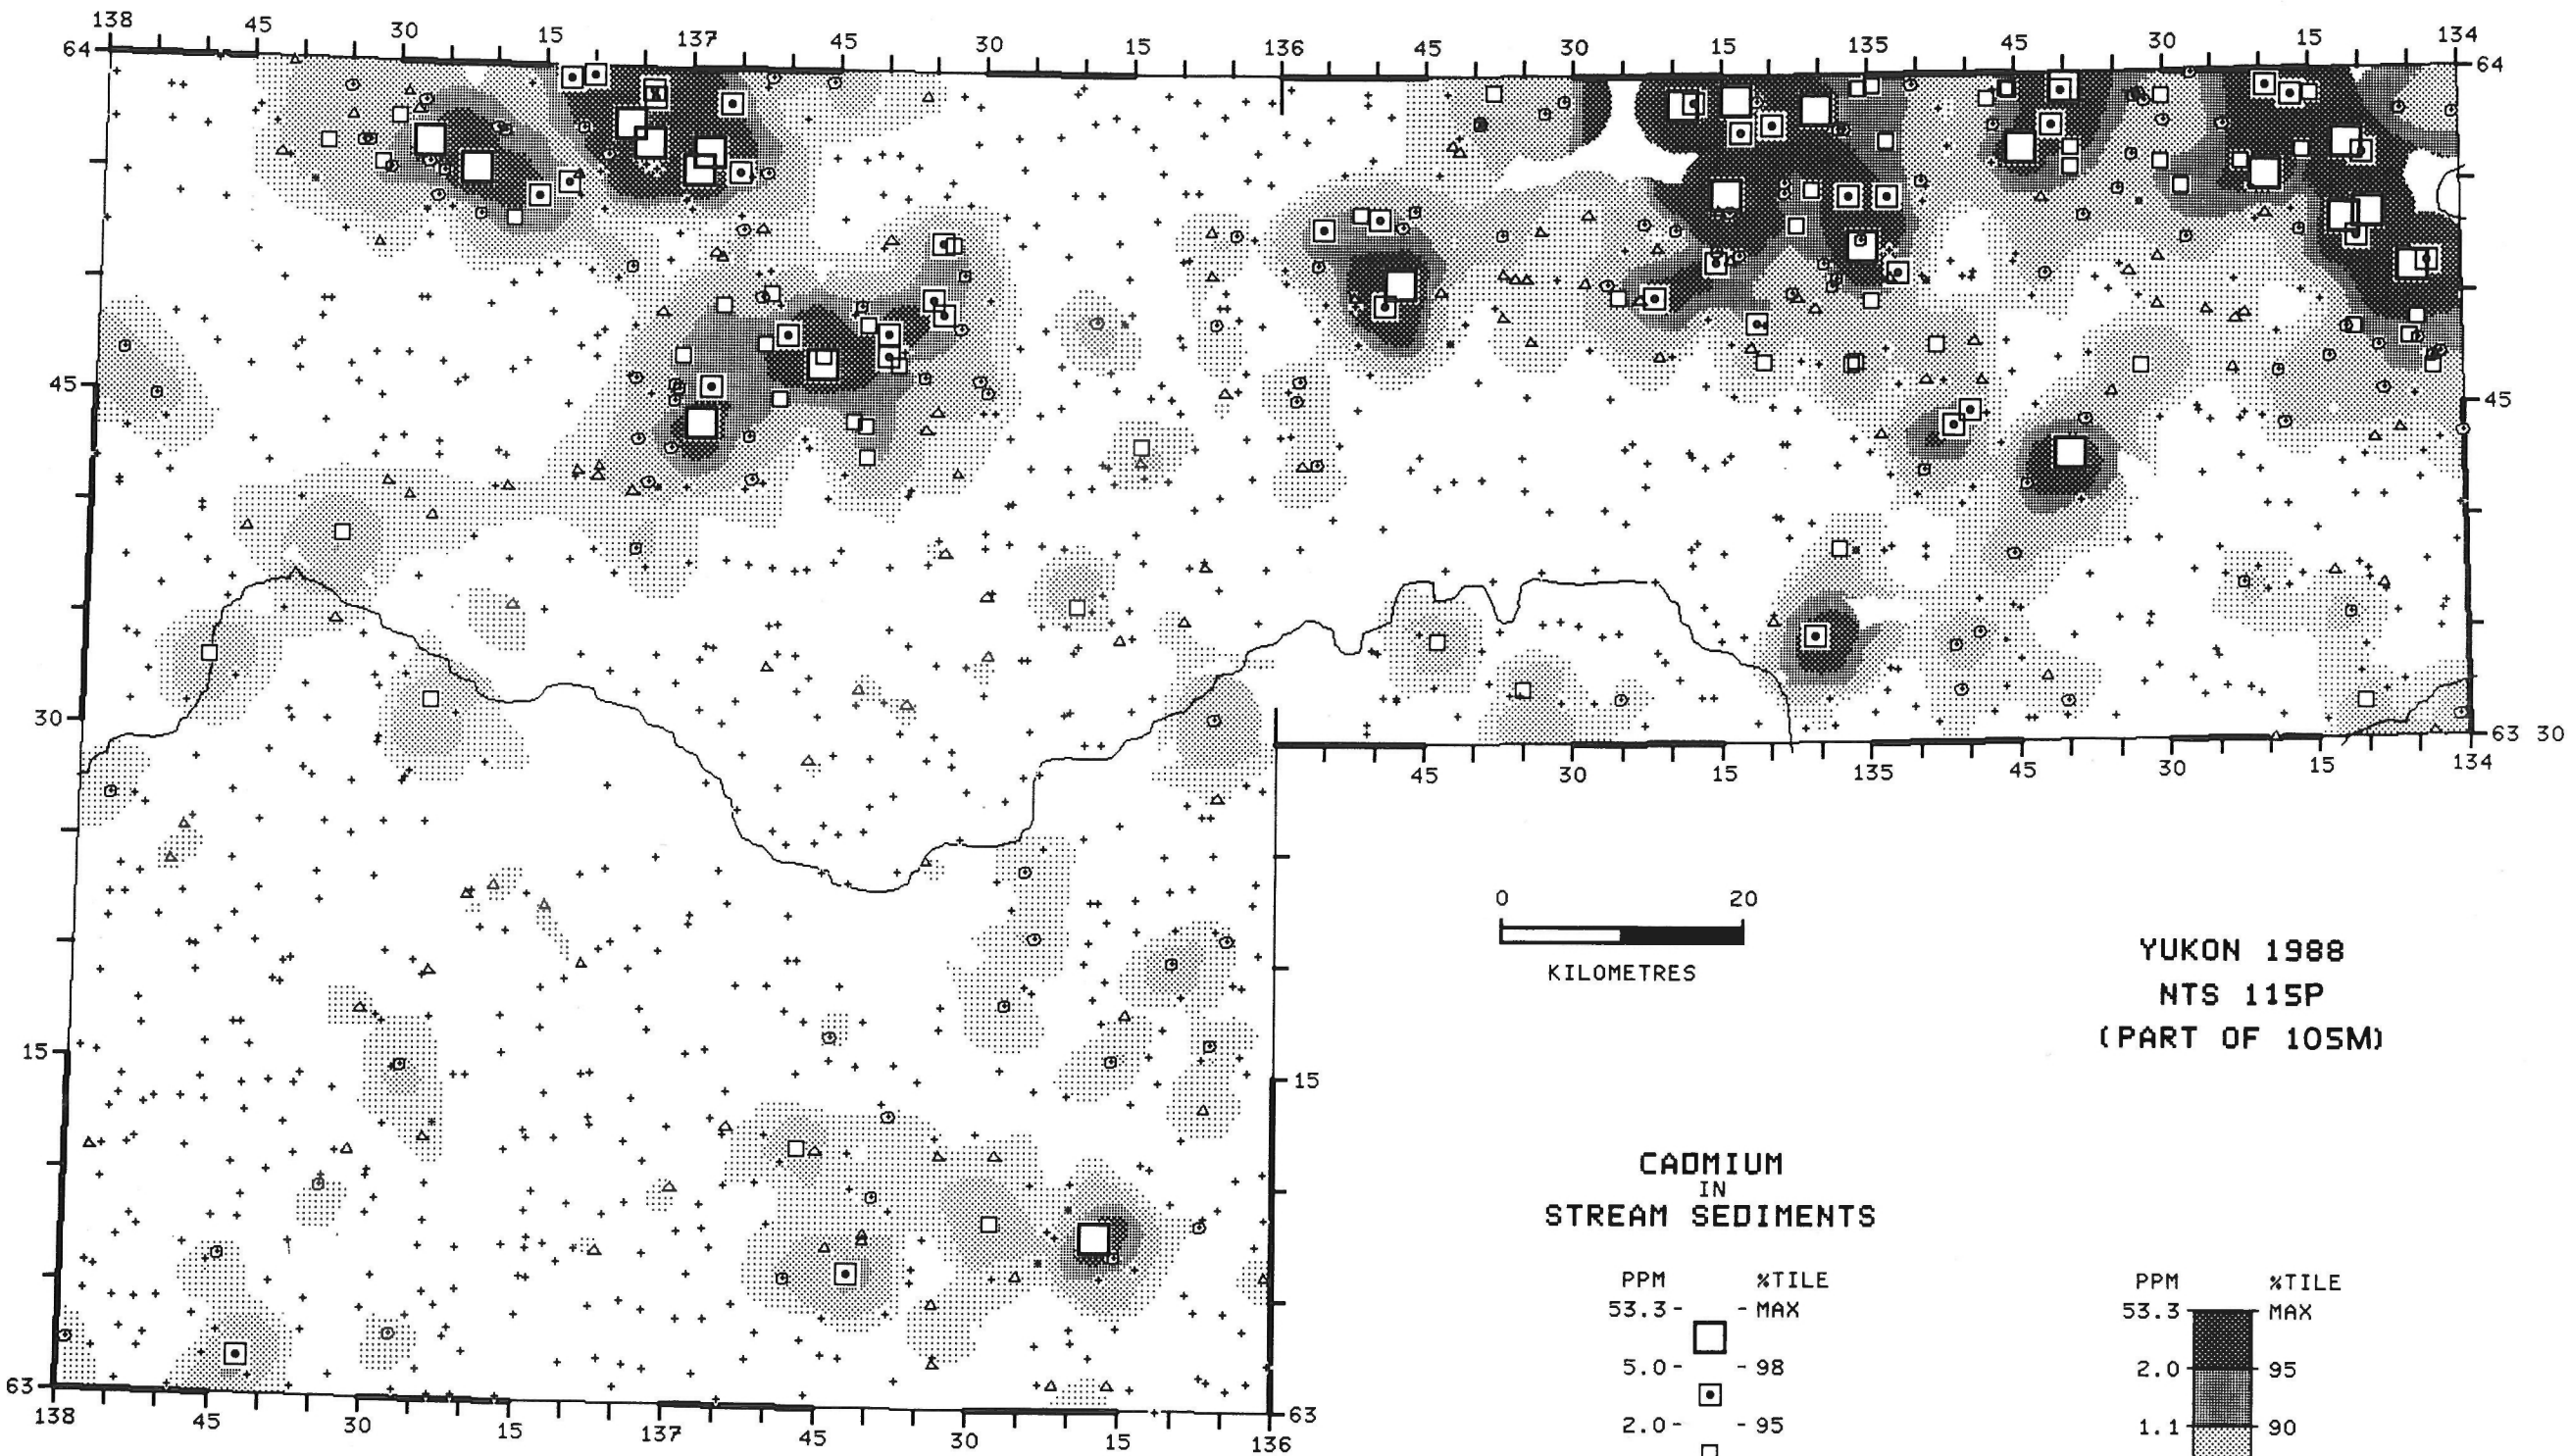 138 45 30 15 137 45 30 15 136 45 30 15 135 45 30 15 134
64 64
45 45
30 63 30
45 30 15 135 45 30 15 134
0 20
KILOMETRES
YUKON 1988
NTS 115P
(PART OF 105M)
15 15
CADMIUM
IN
STREAM SEDIMENTS
PPM %TILE PPM %TILE
53.3 - - MAX 53.3 MAX
5.0 - - 98 2.0 95
2.0 - - 95 1.1 90
63 63
138 45 30 15 137 45 30 15 136